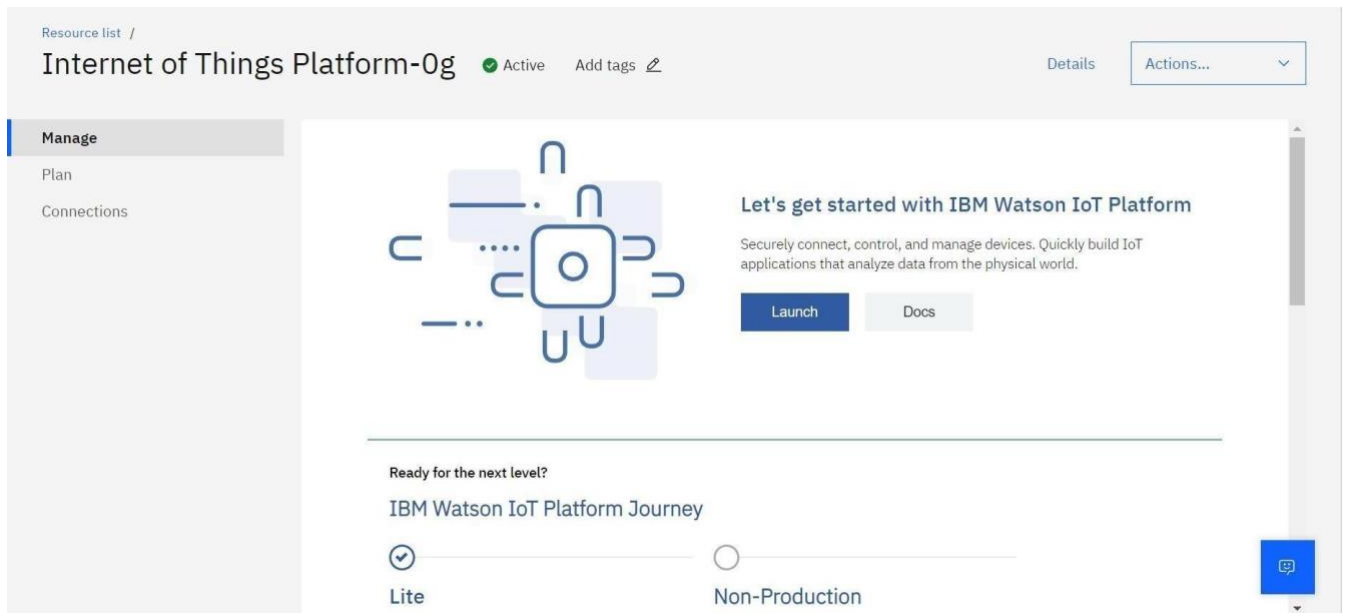 Resource list /
Internet of Things Platform-0g Active Add tags Details Actions...
Manage
Plan
Connections
Let's get started with IBM Watson IoT Platform
Securely connect, control, and manage devices. Quickly build IoT
applications that analyze data from the physical world.
Launch Docs
Ready for the next level?
IBM Watson IoT Platform Journey
Lite Non-Production